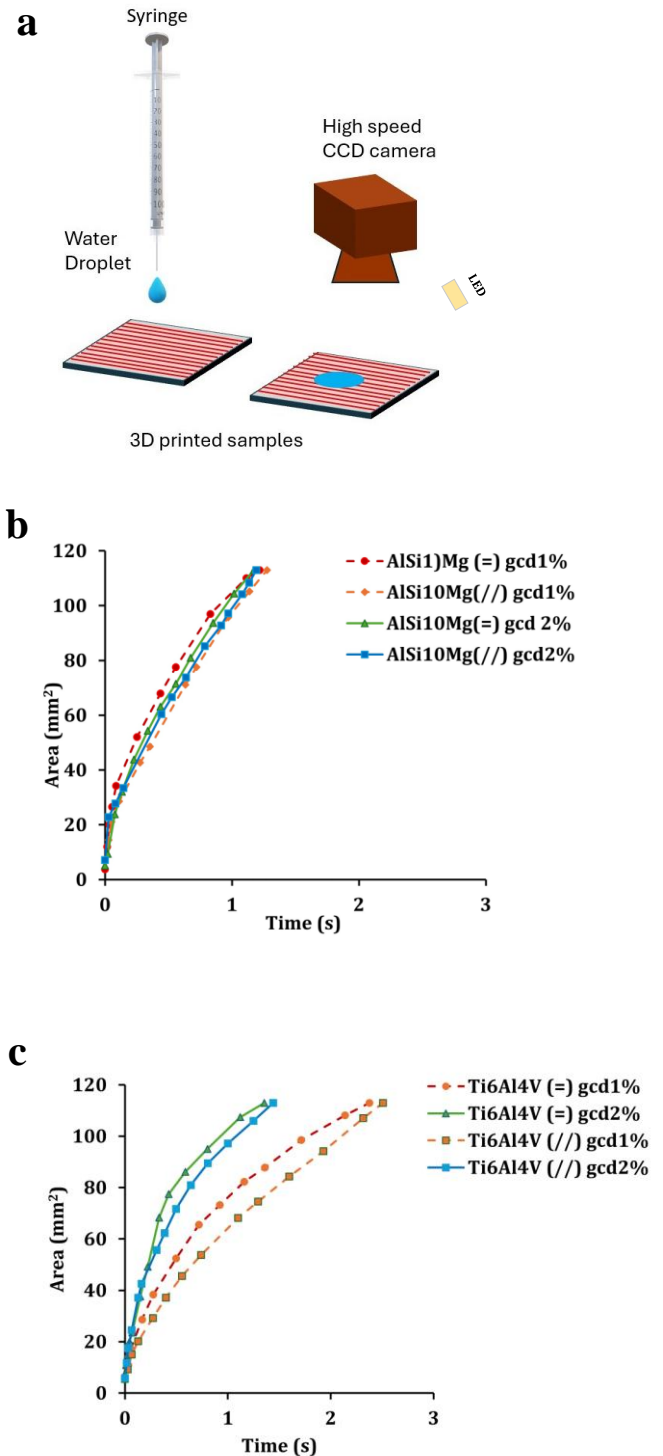 a
Syringe
High speed
CCD camera
Water
Droplet
LED
3D printed samples
b
120
100
80
60
40
20
0
Area (mm²)
0 1 2 3
Time (s)
AlSi1)Mg (=) gcd1%
AlSi10Mg(//) gcd1%
AlSi10Mg(=) gcd 2%
AlSi10Mg(//) gcd2%
c
120
100
80
60
40
20
0
Area (mm²)
0 1 2 3
Time (s)
Ti6Al4V (=) gcd1%
Ti6Al4V (=) gcd2%
Ti6Al4V (//) gcd1%
Ti6Al4V (//) gcd2%